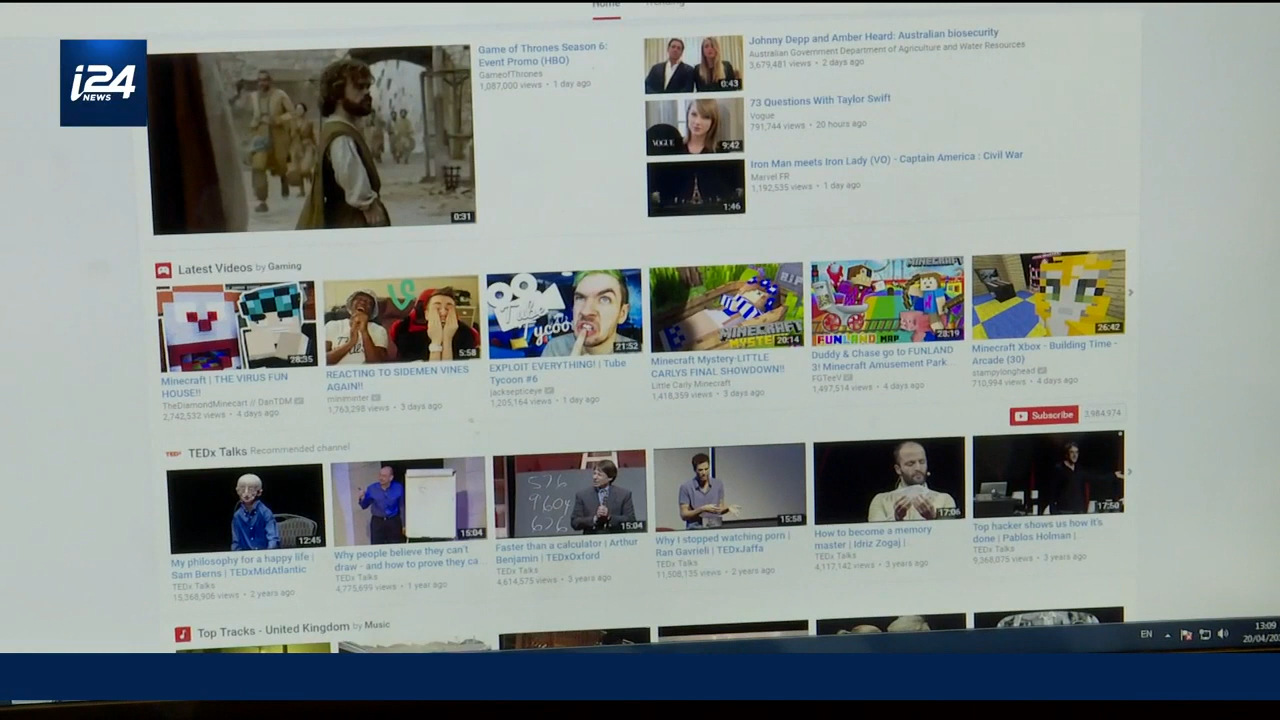 Home
i24
NEWS
Game of Thrones Season 6:
Event Promo (HBO)
GameofThrones
1,087,000 views • 1 day ago
0:31
Johnny Depp and Amber Heard: Australian biosecurity
Australian Government Department of Agriculture and Water Resources
3,679,481 views • 2 days ago
0:43
73 Questions With Taylor Swift
Vogue
791,744 views • 20 hours ago
VOGUE
9:42
Iron Man meets Iron Lady (VO) - Captain America : Civil War
Marvel FR
1,192,535 views • 1 day ago
1:46
Latest Videos by Gaming
28:35
Minecraft | THE VIRUS FUN
HOUSE!!
TheDiamondMinecart // DanTDM
2,742,532 views • 4 days ago
5:58
REACTING TO SIDEMEN VINES
AGAIN!!
miniminter
1,763,298 views • 3 days ago
Tube
Tycoon
21:52
EXPLOIT EVERYTHING! | Tube
Tycoon #6
jacksepticeye
1,205,164 views • 1 day ago
RIP
MINECRAFT
20:14
Minecraft Mystery-LITTLE
CARLYS FINAL SHOWDOWN!!
Little Carly Minecraft
1,418,359 views • 3 days ago
MINECRAFT
FUNLAND MAP
28:19
Duddy & Chase go to FUNLAND
3! Minecraft Amusement Park
FGTeeV
1,497,514 views • 4 days ago
26:42
Minecraft Xbox - Building Time -
Arcade {30}
stampylonghead
710,994 views • 4 days ago
Subscribe 3,984,974
TEDx TEDx Talks Recommended channel
12:45
My philosophy for a happy life |
Sam Berns | TEDxMidAtlantic
TEDx Talks
15,368,906 views • 2 years ago
15:04
Why people believe they can't
draw - and how to prove they ca...
TEDx Talks
4,775,699 views • 1 year ago
576
15:04
Faster than a calculator | Arthur
Benjamin | TEDxOxford
TEDx Talks
4,614,575 views • 3 years ago
15:58
Why I stopped watching porn |
Ran Gavrieli | TEDxJaffa
TEDx Talks
11,508,135 views • 2 years ago
17:06
How to become a memory
master | Idriz Zogaj |
TEDx Talks
4,117,142 views • 3 years ago
17:50
Top hacker shows us how it's
done | Pablos Holman |
TEDx Talks
9,368,075 views • 3 years ago
Top Tracks - United Kingdom by Music
EN
13:09
20/04/20